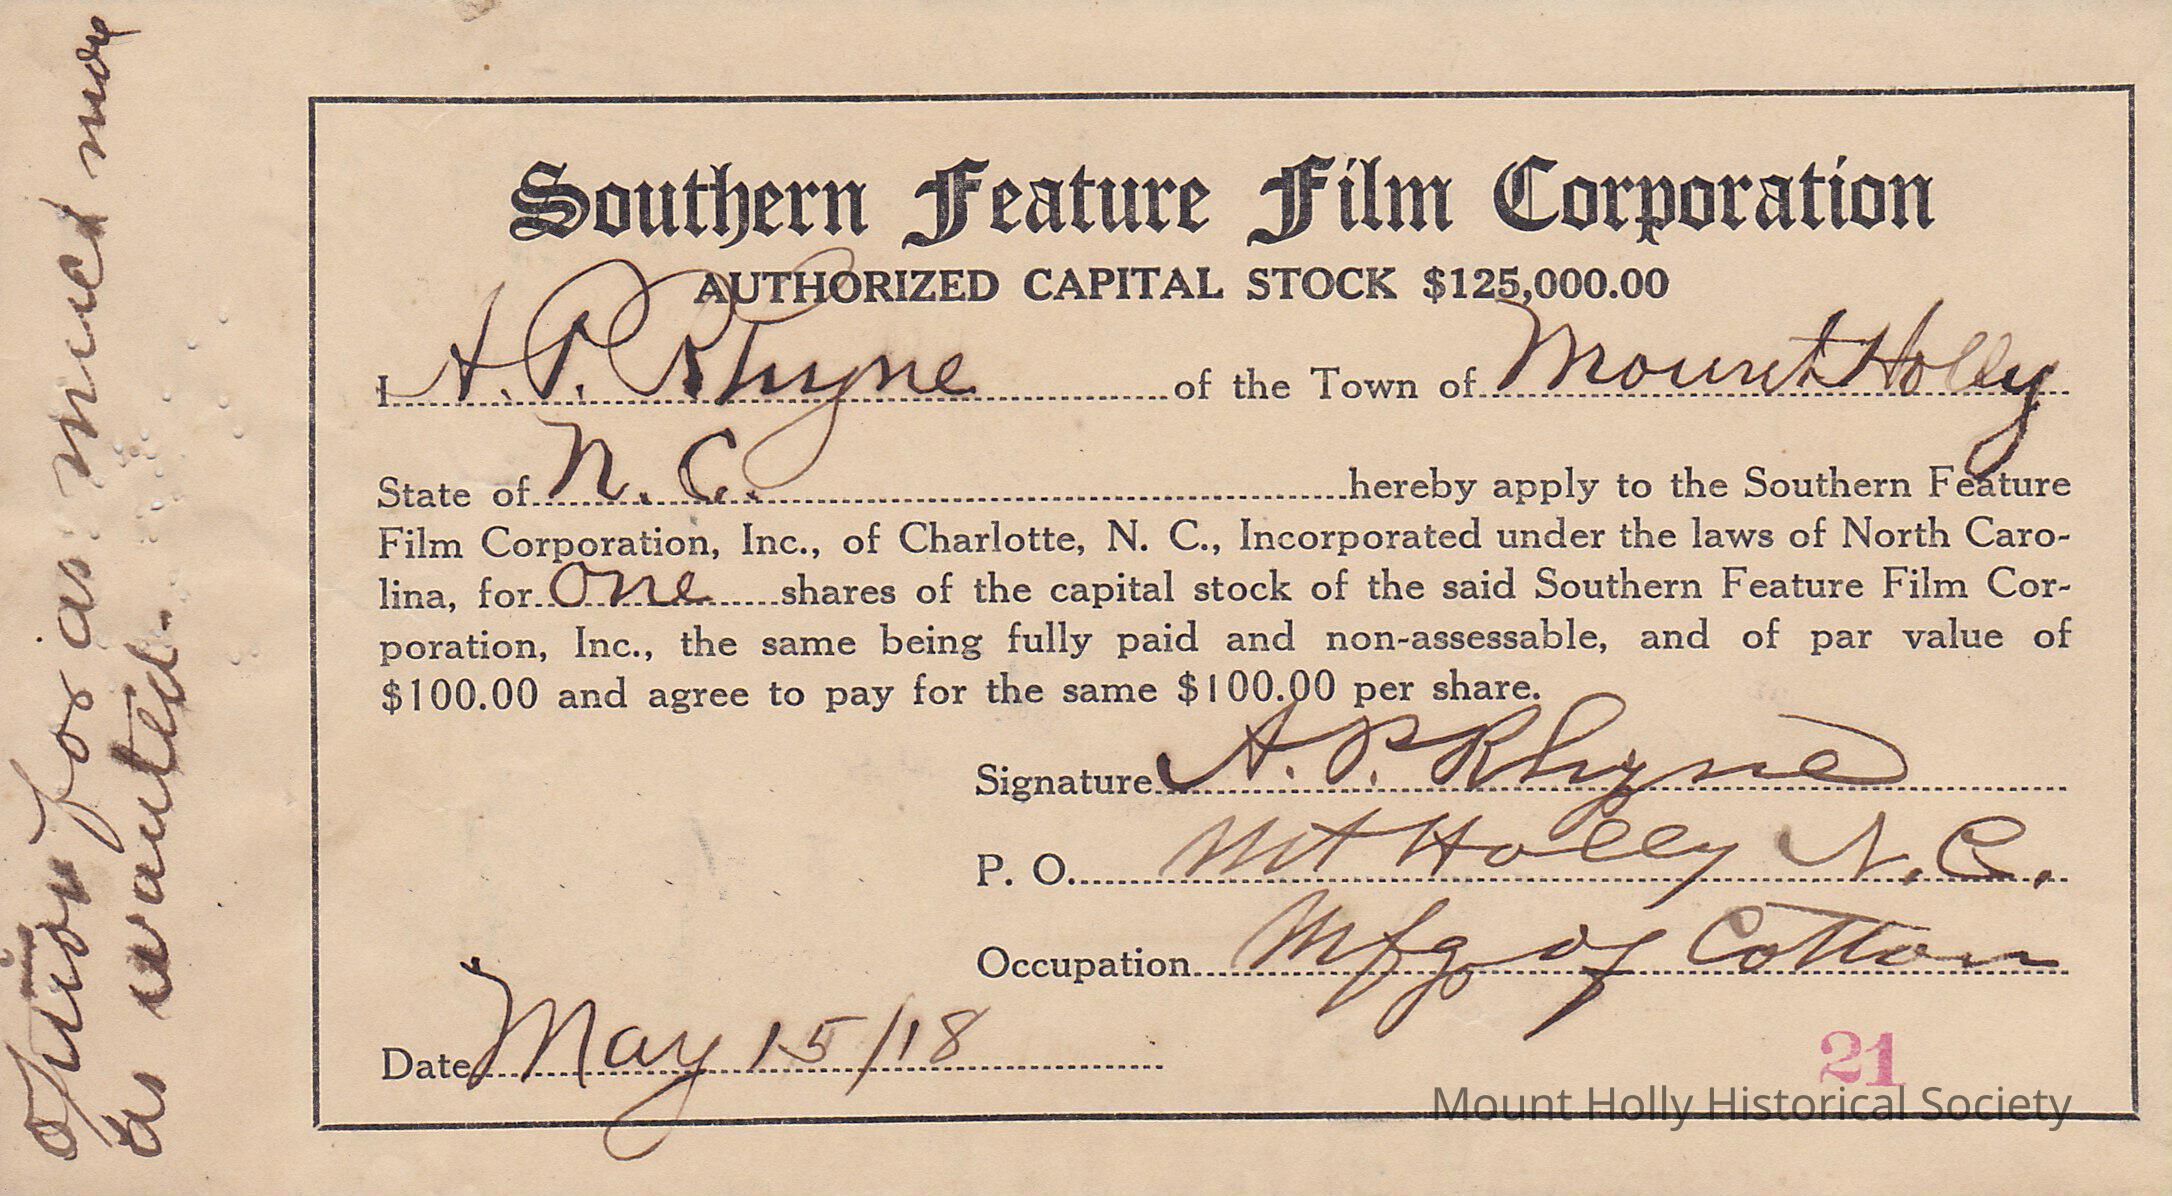 Southern Feature Film Corporation
AUTHORIZED CAPITAL STOCK $125,000.00
I A. P. Rhyne of the Town of Mount Holly
State of N. C. hereby apply to the Southern Feature
Film Corporation, Inc., of Charlotte, N. C., Incorporated under the laws of North Caro-
lina, for One shares of the capital stock of the said Southern Feature Film Cor-
poration, Inc., the same being fully paid and non-assessable, and of par value of
$100.00 and agree to pay for the same $100.00 per share.
Signature A. P. Rhyne
P. O. Mt Holly N. C.
Occupation Mfg of Cotton
Date May 15/18
21
Mount Holly Historical Society
option for as much more
as wanted.